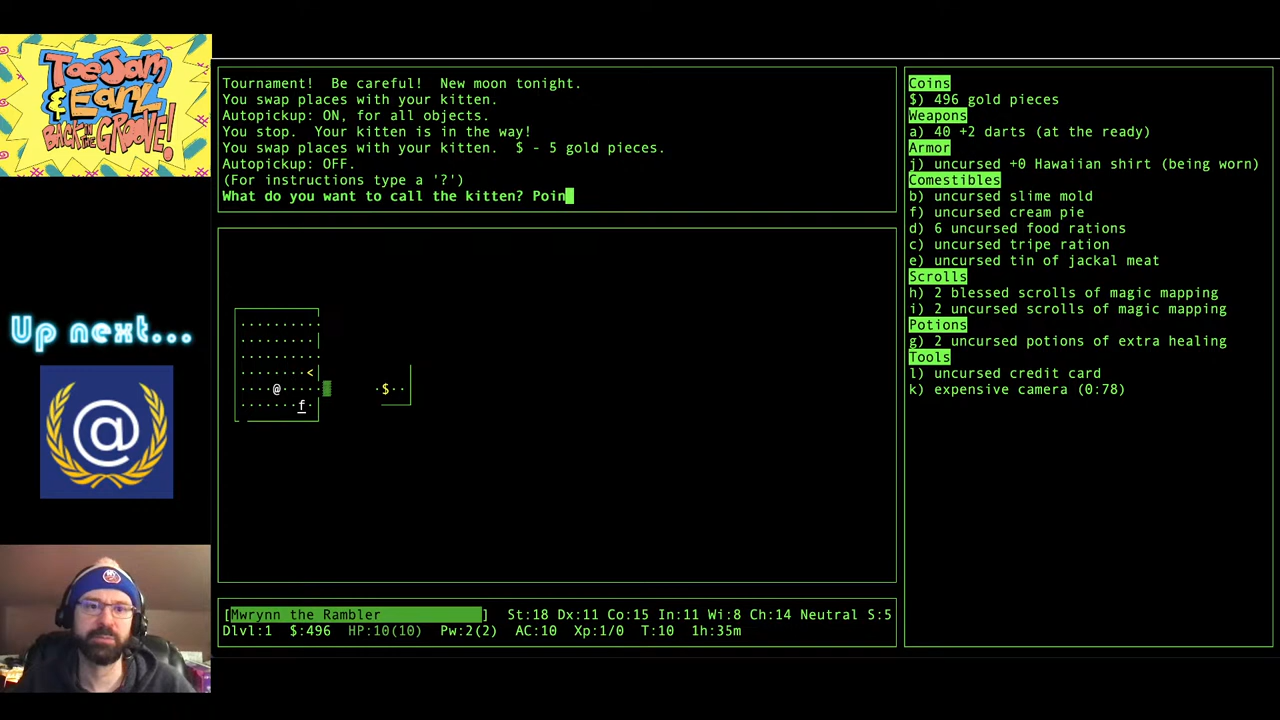 ToeJam
& Earl
BACK IN THE GROOVE!
Up next...
@
Tournament!  Be careful!  New moon tonight.
You swap places with your kitten.
Autopickup: ON, for all objects.
You stop.  Your kitten is in the way!
You swap places with your kitten.  $ - 5 gold pieces.
Autopickup: OFF.
(For instructions type a '?')
What do you want to call the kitten? Poin
. . . . . . . . . .
. . . . . . . . .
. . . . . . . . . .
. . . . . . . . <
. . . . @ . . . . .       . $ . .
. . . . . . . f .
[Mwrynn the Rambler            ]  St:18 Dx:11 Co:15 In:11 Wi:8 Ch:14 Neutral S:5
Dlvl:1  $:496  HP:10(10)  Pw:2(2)  AC:10  Xp:1/0  T:10  1h:35m
Coins
$) 496 gold pieces
Weapons
a) 40 +2 darts (at the ready)
Armor
j) uncursed +0 Hawaiian shirt (being worn)
Comestibles
b) uncursed slime mold
f) uncursed cream pie
d) 6 uncursed food rations
c) uncursed tripe ration
e) uncursed tin of jackal meat
Scrolls
h) 2 blessed scrolls of magic mapping
i) 2 uncursed scrolls of magic mapping
Potions
g) 2 uncursed potions of extra healing
Tools
l) uncursed credit card
k) expensive camera (0:78)